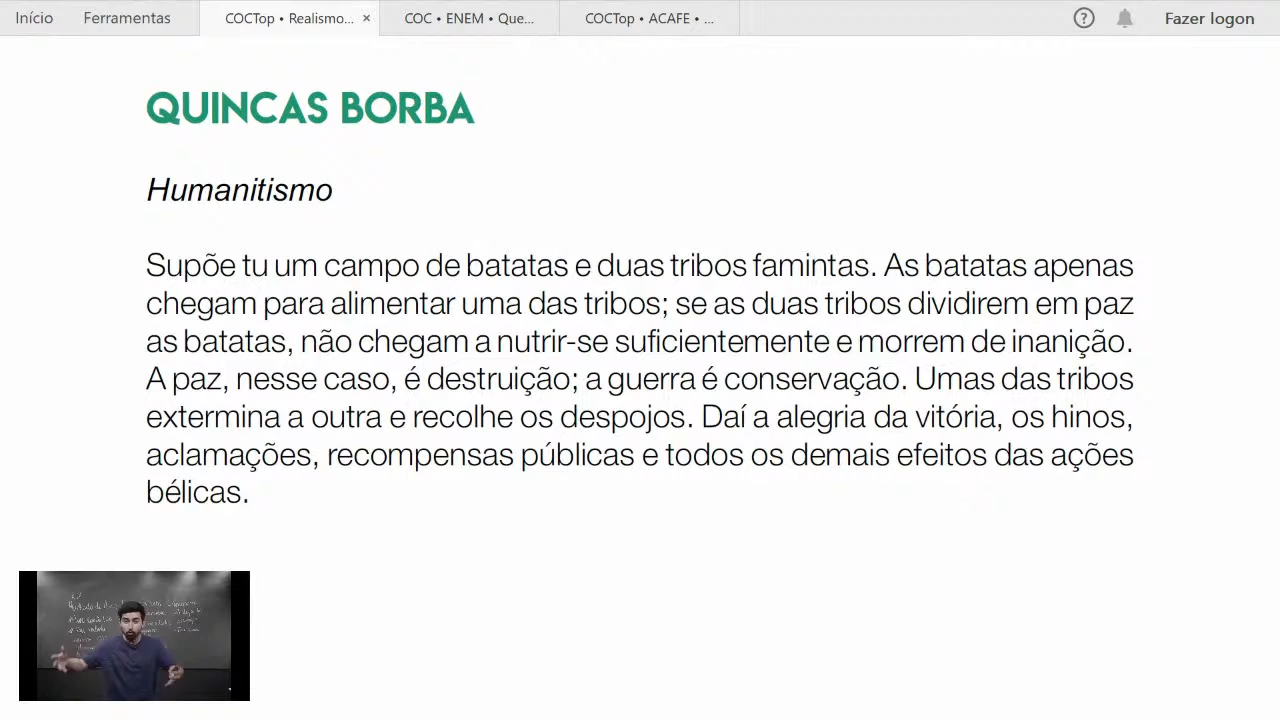 Início Ferramentas COCTop • Realismo... × COC • ENEM • Que... COCTop • ACAFE • ... ? Fazer logon
QUINCAS BORBA
Humanitismo
Supõe tu um campo de batatas e duas tribos famintas. As batatas apenas
chegam para alimentar uma das tribos; se as duas tribos dividirem em paz
as batatas, não chegam a nutrir-se suficientemente e morrem de inanição.
A paz, nesse caso, é destruição; a guerra é conservação. Umas das tribos
extermina a outra e recolhe os despojos. Daí a alegria da vitória, os hinos,
aclamações, recompensas públicas e todos os demais efeitos das ações
bélicas.